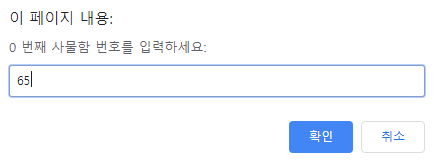 이 페이지 내용:
0 번째 사물함 번호를 입력하세요:
65
확인 취소